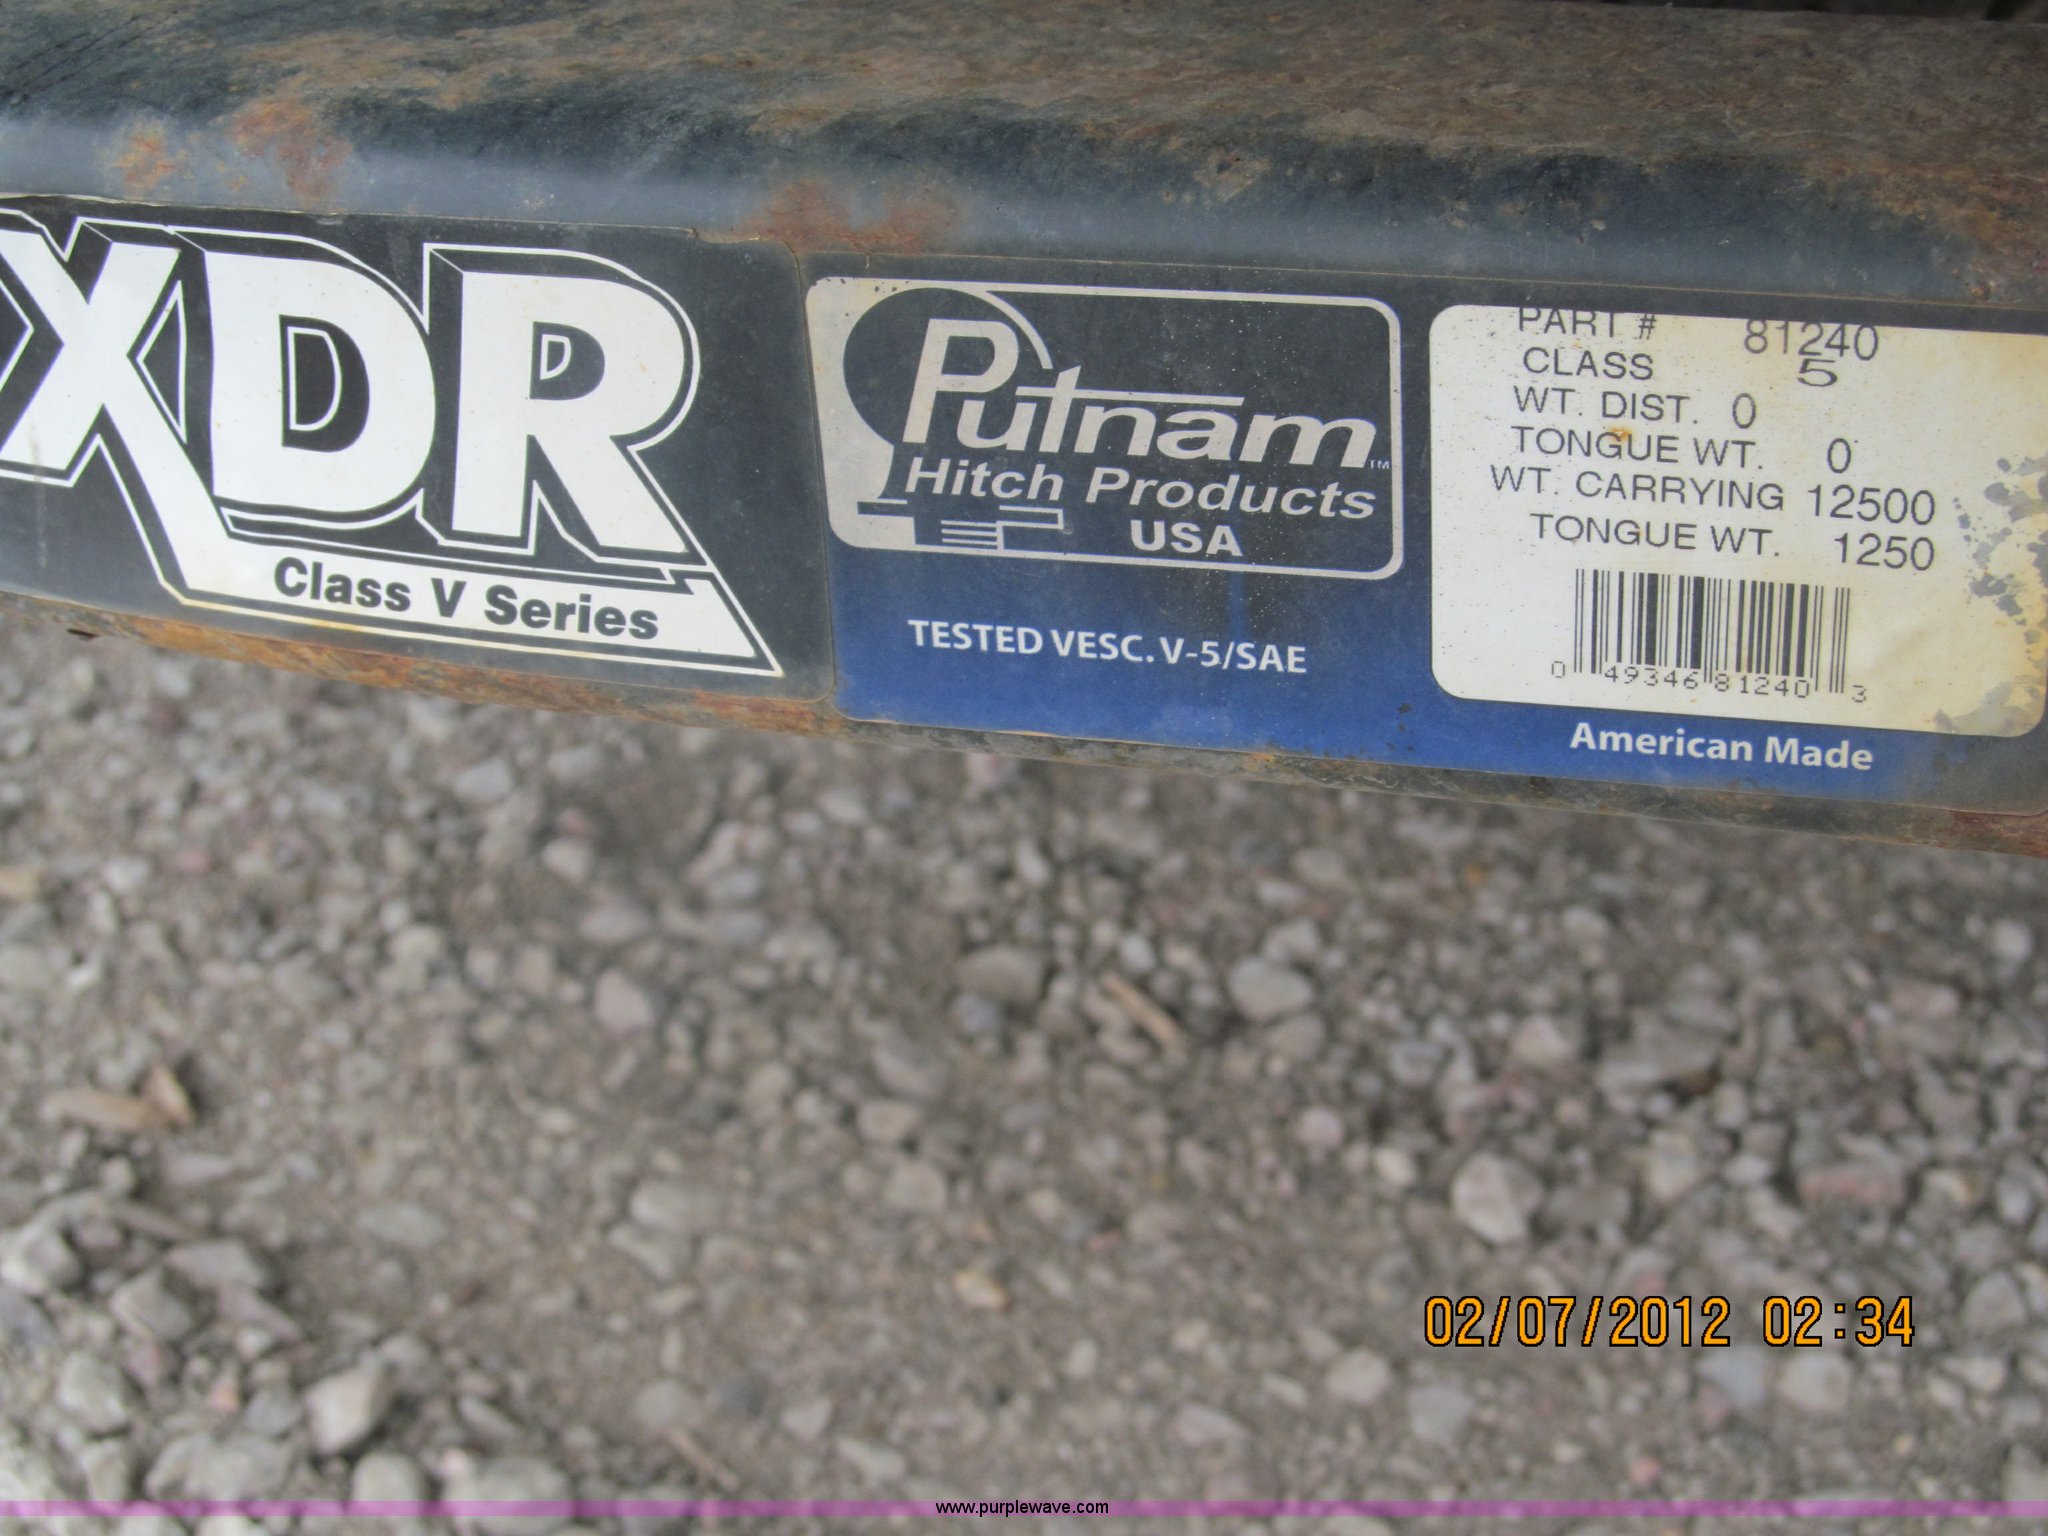 XDR
Class V Series
Putnam™
Hitch Products
USA
TESTED VESC. V-5/SAE
PART # 81240
CLASS 5
WT. DIST. 0
TONGUE WT. 0
WT. CARRYING 12500
TONGUE WT. 1250
0 49346 81240 3
American Made
02/07/2012 02:34
www.purplewave.com